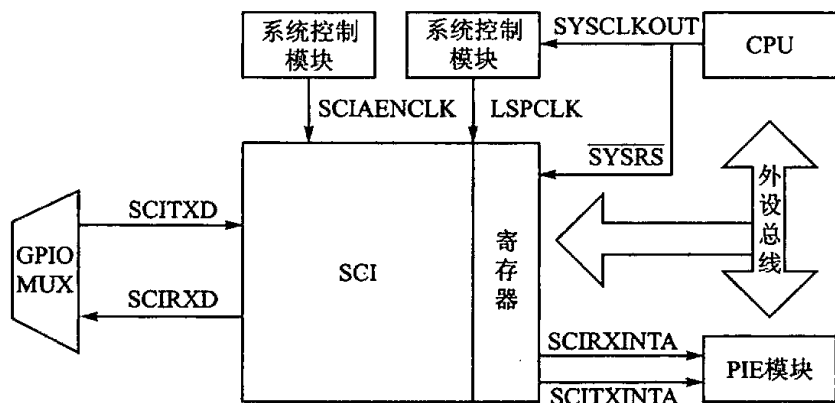 系统控制
模块
系统控制
模块
SYSCLKOUT
CPU
SCIAENCLK
LSPCLK
SYSRS
SCITXD
GPIO
MUX
SCIRXD
SCI
寄存器
外设总线
SCIRXINTA
SCITXINTA
PIE模块